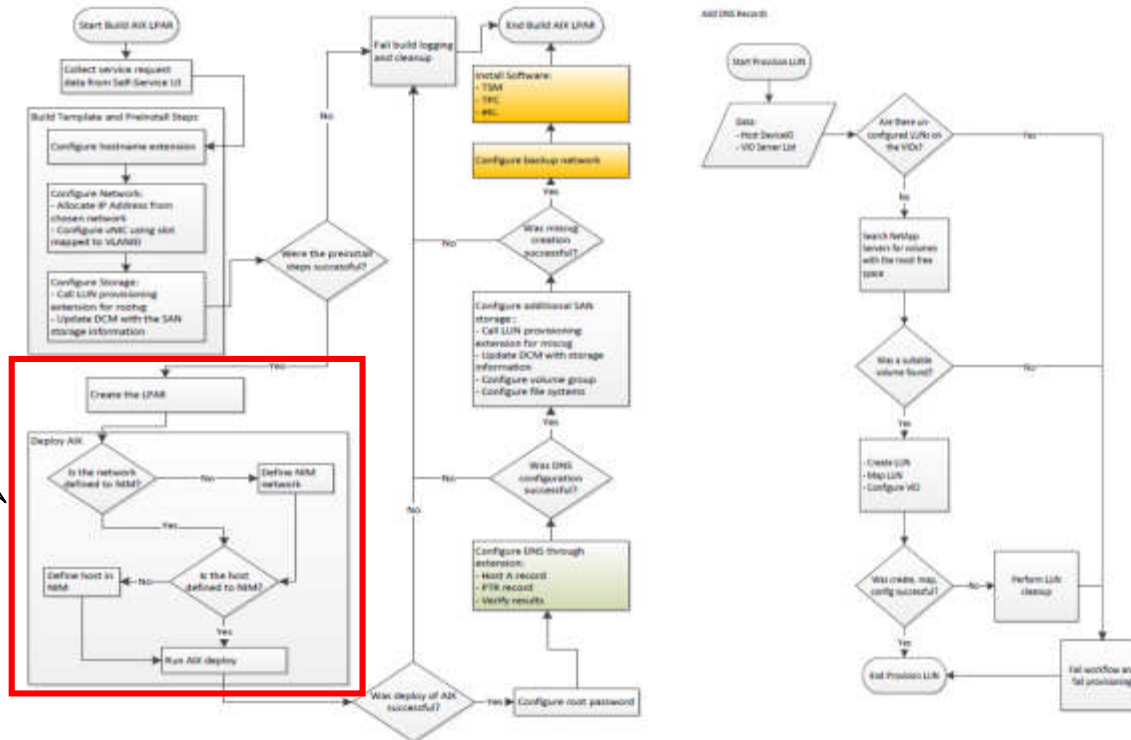 Start Build AIX LPAR
Collect service request
data from Self-Service UI
Build Template and Preinstall Steps
Configure hostname extension
Configure Network:
- Allocate IP Address from
chosen network
- Configure vNIC using slot
mapped to VLANID
Configure Storage:
- Call LUN provisioning
extension for rootvg
- Update DCM with the SAN
storage information
Were the preinstall
steps successful?
No
Yes
Create the LPAR
Deploy AIX
Is the network
defined to NIM?
No
Define NIM
network
Yes
Is the host
defined to NIM?
No
Define host in
NIM
Yes
Run AIX deploy
Was deploy of AIX
successful?
No
Yes
Configure root password
Configure DNS through
extension:
- Host A record
- PTR record
- Verify results
Was DNS
configuration
successful?
No
Yes
Configure additional SAN
storage:
- Call LUN provisioning
extension for miscvg
- Update DCM with storage
information
- Configure volume group
- Configure file systems
Was miscvg
creation
successful?
No
Yes
Configure backup network
Install Software:
- TSM
- TPC
- etc.
Fail build logging
and cleanup
End Build AIX LPAR
Add DNS Records
Start Provision LUN
Data:
- Host DeviceID
- VIO Server List
Are there un-
configured LUNs on
the VIOs?
Yes
No
Search NetApp
Servers for volumes
with the most free
space
Was a suitable
volume found?
No
Yes
- Create LUN
- Map LUN
- Configure VIO
Was create, map,
config successful?
No
Perform LUN
cleanup
Yes
End Provision LUN
Fail workflow an
fail provisioning